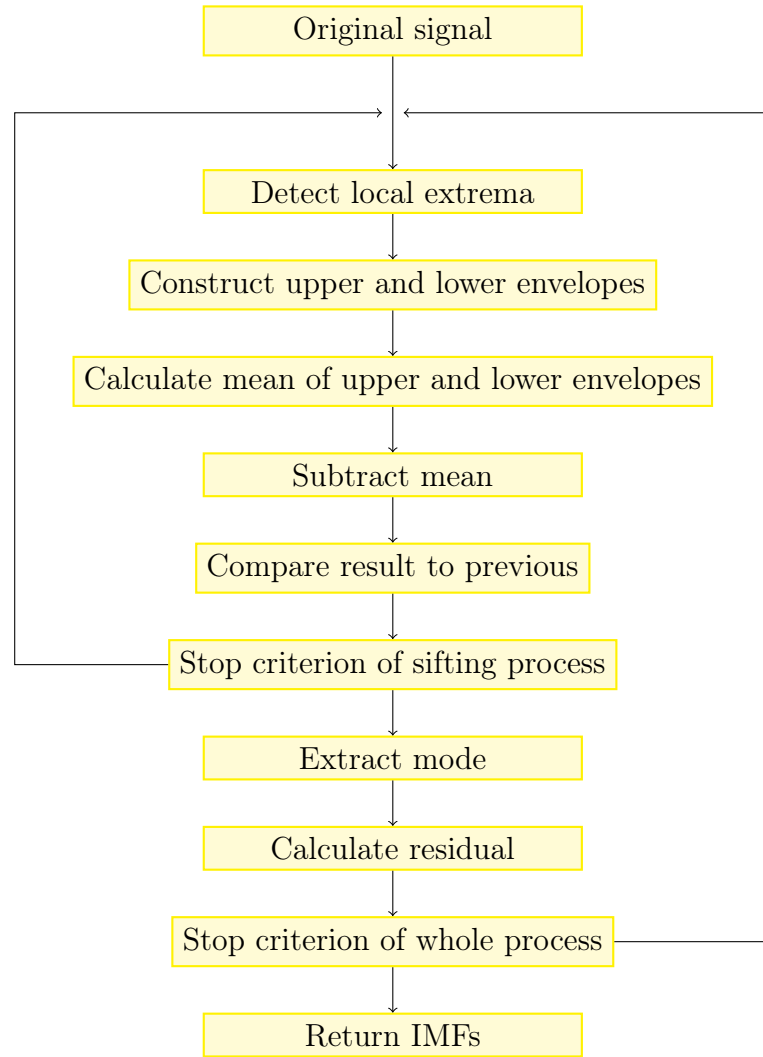 Original signal
Detect local extrema
Construct upper and lower envelopes
Calculate mean of upper and lower envelopes
Subtract mean
Compare result to previous
Stop criterion of sifting process
Extract mode
Calculate residual
Stop criterion of whole process
Return IMFs